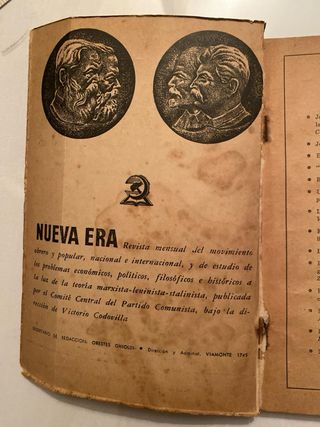 NUEVA ERA Revista mensual del movimiento
obrero y popular, nacional e internacional, y de estudio de
los problemas económicos, políticos, filosóficos e históricos a
la luz de la teoría marxista-leninista-stalinista, publicada
por el Comité Central del Partido Comunista, bajo la di-
rección de Victorio Codovilla
SECRETARIO DE REDACCION: ORESTES GHIOLDI • Dirección y Administ. VIAMONTE 1745